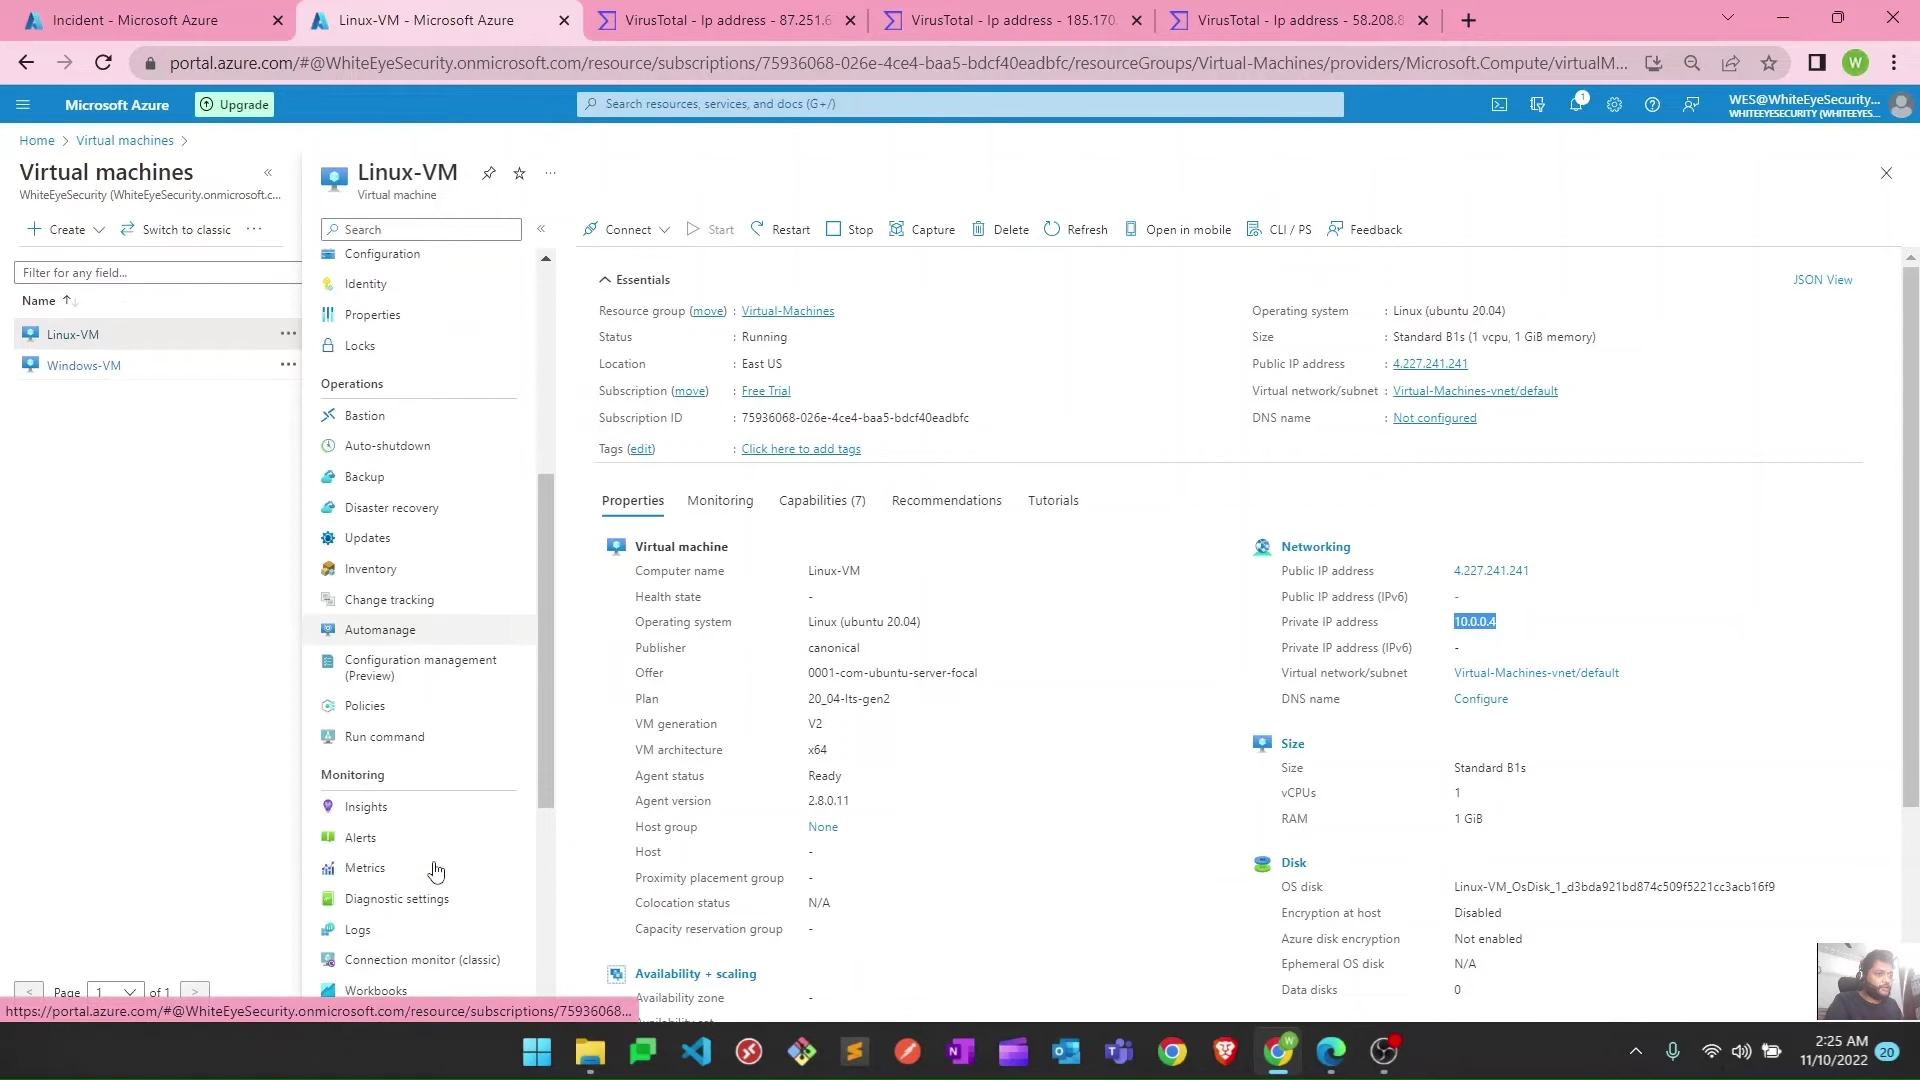 Incident - Microsoft Azure
Linux-VM - Microsoft Azure
VirusTotal - Ip address - 87.251.6
VirusTotal - Ip address - 185.170.
VirusTotal - Ip address - 58.208.8
portal.azure.com/#@WhiteEyeSecurity.onmicrosoft.com/resource/subscriptions/75936068-026e-4ce4-baa5-bdcf40eadbfc/resourceGroups/Virtual-Machines/providers/Microsoft.Compute/virtualM...
W
Microsoft Azure
Upgrade
Search resources, services, and docs (G+/)
1
WES@WhiteEyeSecurity...
WHITEEYESECURITY (WHITEEYES...
Home > Virtual machines >
Virtual machines
WhiteEyeSecurity (WhiteEyeSecurity.onmicrosoft.c...
Create
Switch to classic
Filter for any field...
Name
Linux-VM
Windows-VM
< Page 1 of 1 >
Linux-VM
Virtual machine
Search
Configuration
Identity
Properties
Locks
Operations
Bastion
Auto-shutdown
Backup
Disaster recovery
Updates
Inventory
Change tracking
Automanage
Configuration management
(Preview)
Policies
Run command
Monitoring
Insights
Alerts
Metrics
Diagnostic settings
Logs
Connection monitor (classic)
Workbooks
Connect
Start
Restart
Stop
Capture
Delete
Refresh
Open in mobile
CLI / PS
Feedback
Essentials
JSON View
Resource group (move) : Virtual-Machines
Status : Running
Location : East US
Subscription (move) : Free Trial
Subscription ID : 75936068-026e-4ce4-baa5-bdcf40eadbfc
Tags (edit) : Click here to add tags
Operating system : Linux (ubuntu 20.04)
Size : Standard B1s (1 vcpu, 1 GiB memory)
Public IP address : 4.227.241.241
Virtual network/subnet : Virtual-Machines-vnet/default
DNS name : Not configured
Properties
Monitoring
Capabilities (7)
Recommendations
Tutorials
Virtual machine
Computer name Linux-VM
Health state -
Operating system Linux (ubuntu 20.04)
Publisher canonical
Offer 0001-com-ubuntu-server-focal
Plan 20_04-lts-gen2
VM generation V2
VM architecture x64
Agent status Ready
Agent version 2.8.0.11
Host group None
Host -
Proximity placement group -
Colocation status N/A
Capacity reservation group -
Availability + scaling
Availability zone -
Networking
Public IP address 4.227.241.241
Public IP address (IPv6) -
Private IP address 10.0.0.4
Private IP address (IPv6) -
Virtual network/subnet Virtual-Machines-vnet/default
DNS name Configure
Size
Size Standard B1s
vCPUs 1
RAM 1 GiB
Disk
OS disk Linux-VM_OsDisk_1_d3bda921bd874c509f5221cc3acb16f9
Encryption at host Disabled
Azure disk encryption Not enabled
Ephemeral OS disk N/A
Data disks 0
https://portal.azure.com/#@WhiteEyeSecurity.onmicrosoft.com/resource/subscriptions/75936068...
2:25 AM
11/10/2022
20